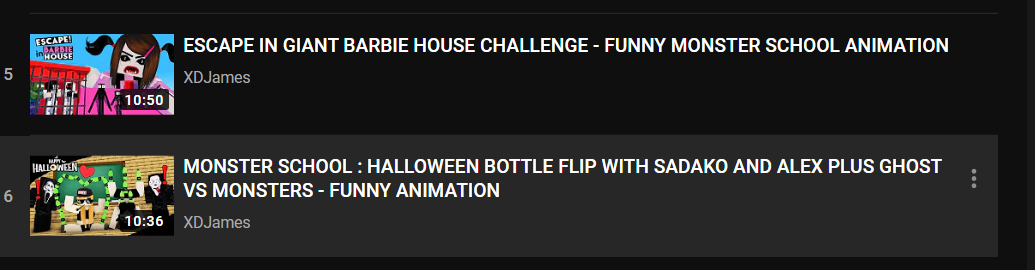 5
ESCAPE!
in BARBIE
HOUSE
10:50
ESCAPE IN GIANT BARBIE HOUSE CHALLENGE - FUNNY MONSTER SCHOOL ANIMATION
XDJames
6
HAPPY
HALLOWEEN
10:36
MONSTER SCHOOL : HALLOWEEN BOTTLE FLIP WITH SADAKO AND ALEX PLUS GHOST
VS MONSTERS - FUNNY ANIMATION
XDJames